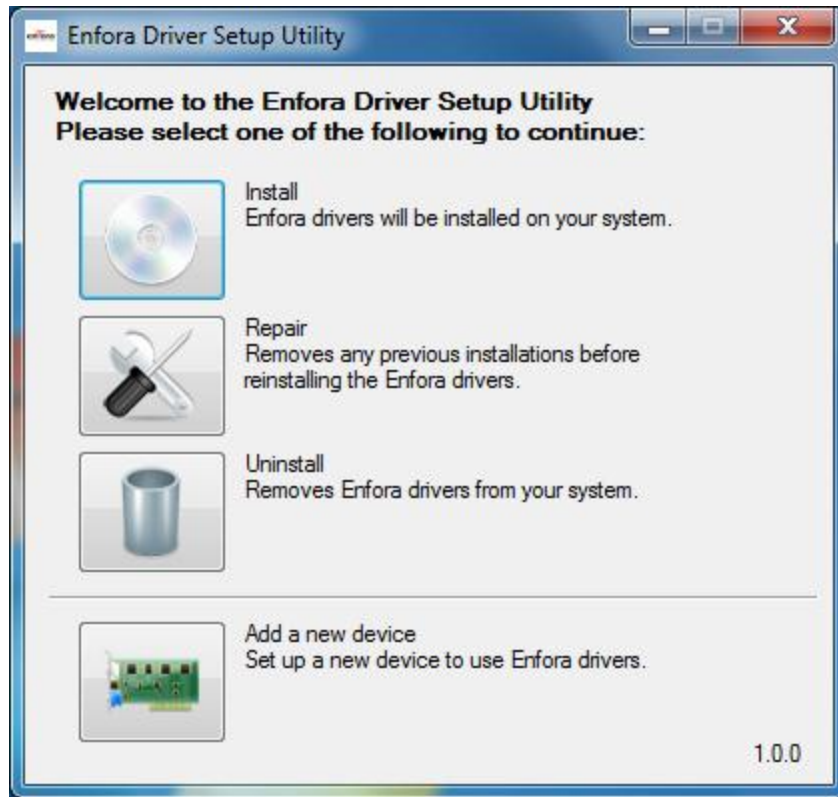 Enfora Driver Setup Utility
Welcome to the Enfora Driver Setup Utility
Please select one of the following to continue:
Install
Enfora drivers will be installed on your system.
Repair
Removes any previous installations before
reinstalling the Enfora drivers.
Uninstall
Removes Enfora drivers from your system.
Add a new device
Set up a new device to use Enfora drivers.
1.0.0